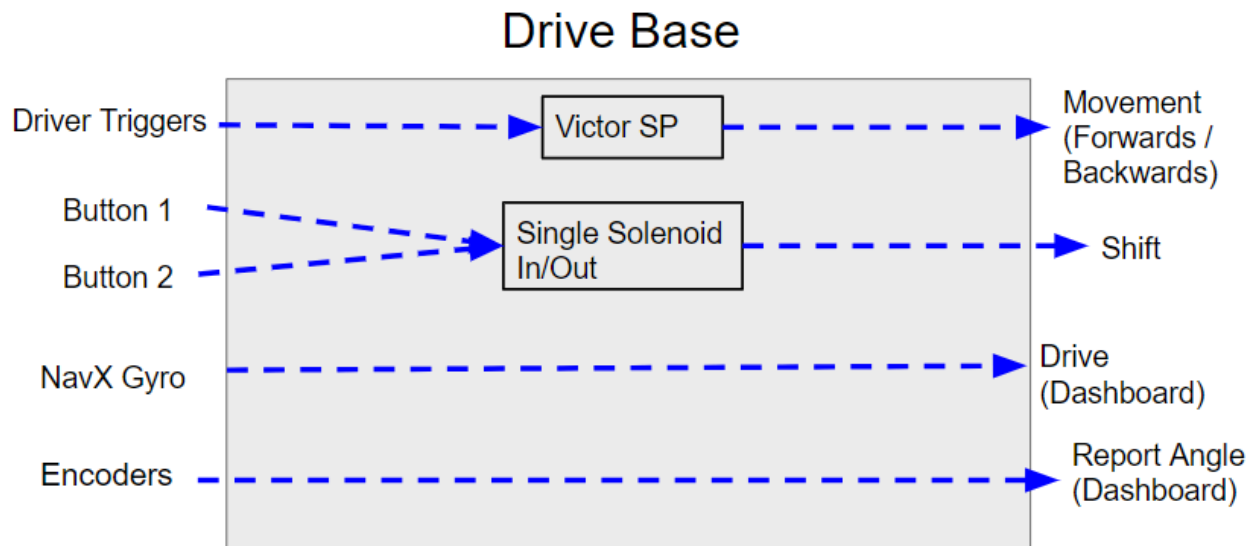 Drive Base
Driver Triggers
Victor SP
Movement
(Forwards /
Backwards)
Button 1
Button 2
Single Solenoid
In/Out
Shift
NavX Gyro
Drive
(Dashboard)
Encoders
Report Angle
(Dashboard)